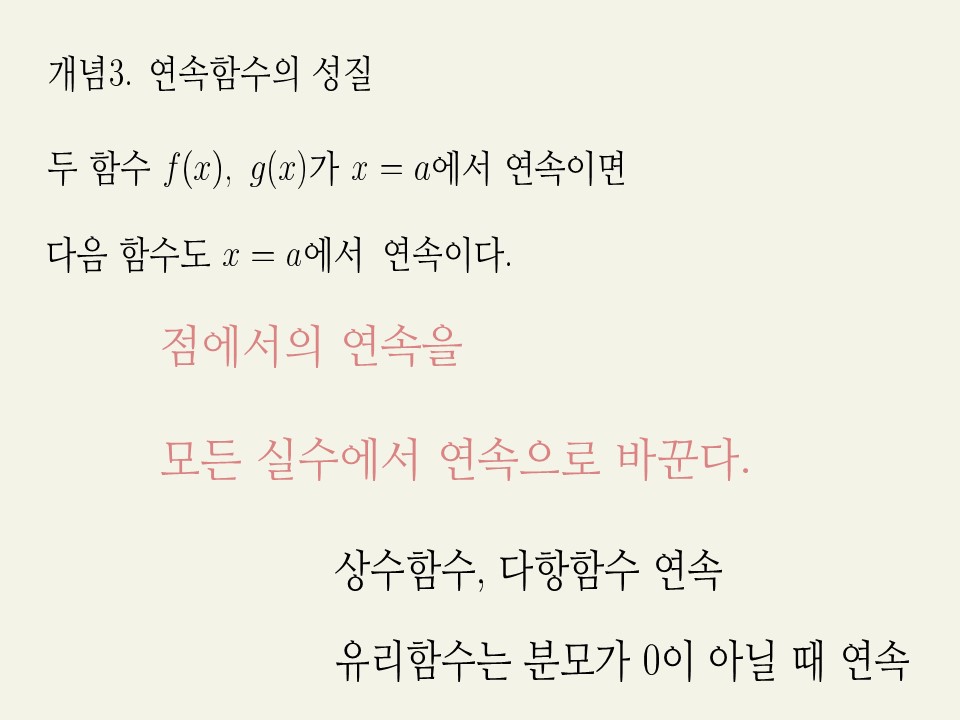 개념3. 연속함수의 성질
두 함수 f(x), g(x)가 x = a에서 연속이면
다음 함수도 x = a에서 연속이다.
점에서의 연속을
모든 실수에서 연속으로 바꾼다.
상수함수, 다항함수 연속
유리함수는 분모가 0이 아닐 때 연속